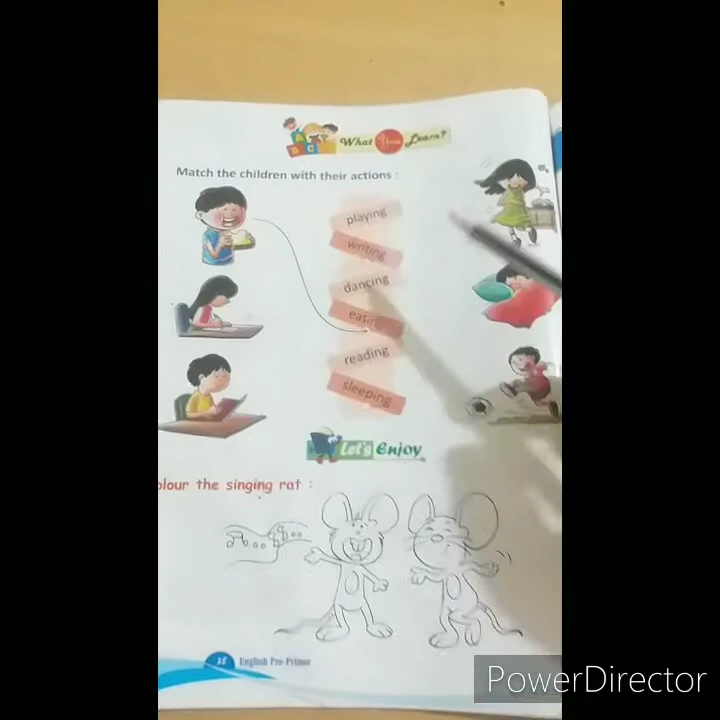 What You Learn?
Match the children with their actions :
playing
writing
dancing
eating
reading
sleeping
Let's Enjoy
olour the singing rat :
15 English Pre-Primer
PowerDirector